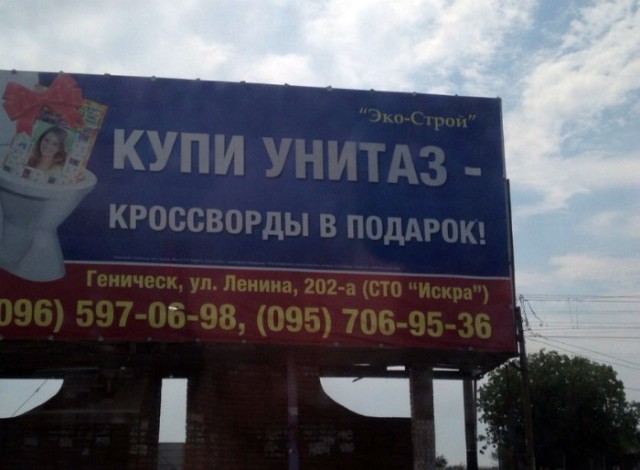 "Эко-Строй"
КУПИ УНИТАЗ -
КРОССВОРДЫ В ПОДАРОК!
Геническ, ул. Ленина, 202-а (СТО "Искра")
096) 597-06-98, (095) 706-95-36